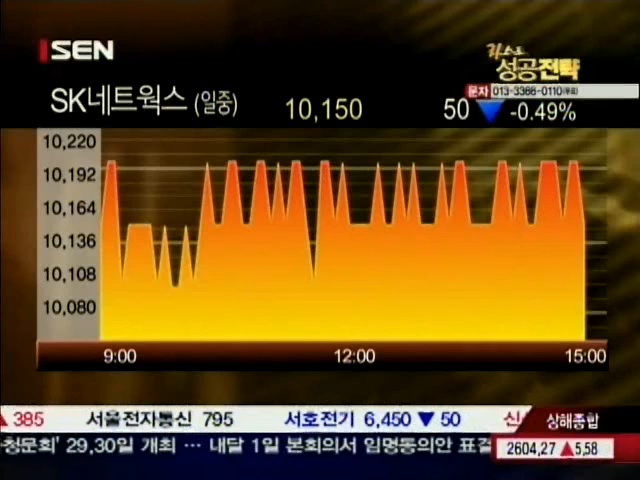 SEN
성공전략
문자 013-3366-0110(유료)
SK네트웍스 (일중) 10,150 50 ▼ -0.49%
10,220
10,192
10,164
10,136
10,108
10,080
9:00 12:00 15:00
▲ 385 서울전자통신 795 서호전기 6,450 ▼ 50 신 상해종합
청문회' 29,30일 개최 … 내달 1일 본회의서 임명동의안 표결 2604,27 ▲5,58